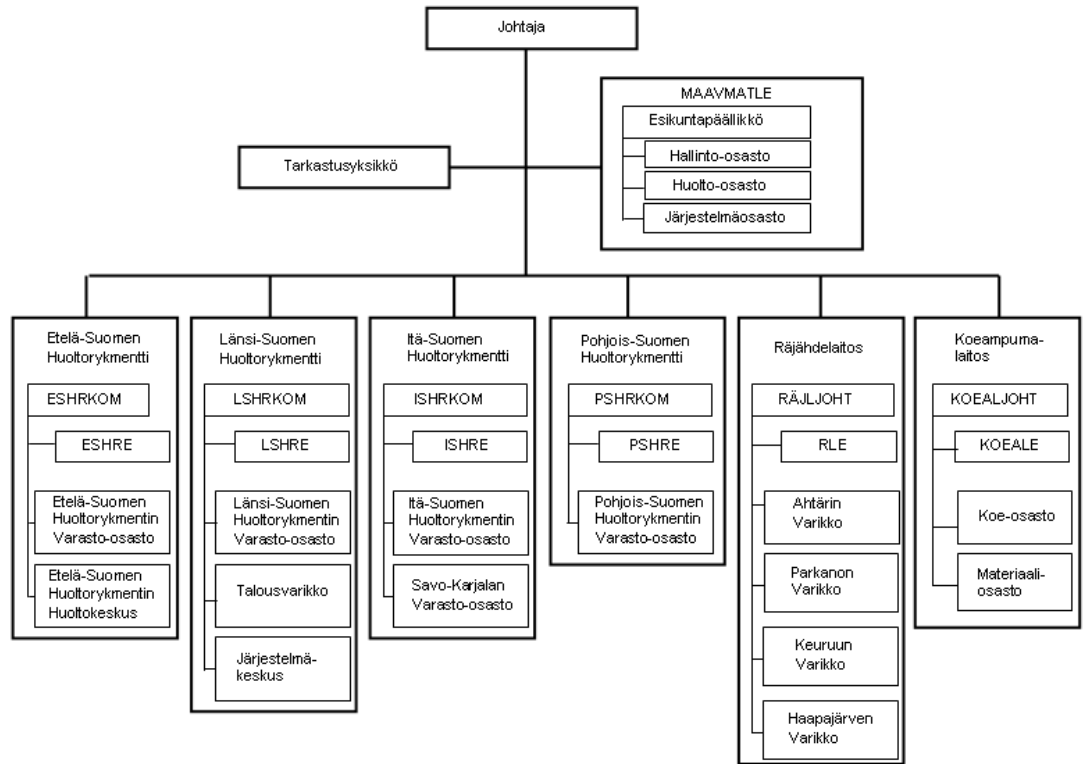 Johtaja
MAAVMATLE
Esikuntapäällikkö
Hallinto-osasto
Huolto-osasto
Järjestelmäosasto
Tarkastusyksikkö
Etelä-Suomen
Huoltorykmentti
ESHRKOM
ESHRE
Etelä-Suomen
Huoltorykmentin
Varasto-osasto
Etelä-Suomen
Huoltorykmentin
Huoltokeskus
Länsi-Suomen
Huoltorykmentti
LSHRKOM
LSHRE
Länsi-Suomen
Huoltorykmentin
Varasto-osasto
Talousvarikko
Järjestelmä-
keskus
Itä-Suomen
Huoltorykmentti
ISHRKOM
ISHRE
Itä-Suomen
Huoltorykmentin
Varasto-osasto
Savo-Karjalan
Varasto-osasto
Pohjois-Suomen
Huoltorykmentti
PSHRKOM
PSHRE
Pohjois-Suomen
Huoltorykmentin
Varasto-osasto
Räjähdelaitos
RÄJLJOHT
RLE
Ähtärin
Varikko
Parkanon
Varikko
Keuruun
Varikko
Haapajärven
Varikko
Koeampuma-
laitos
KOEALJOHT
KOEALE
Koe-osasto
Materiaali-
osasto